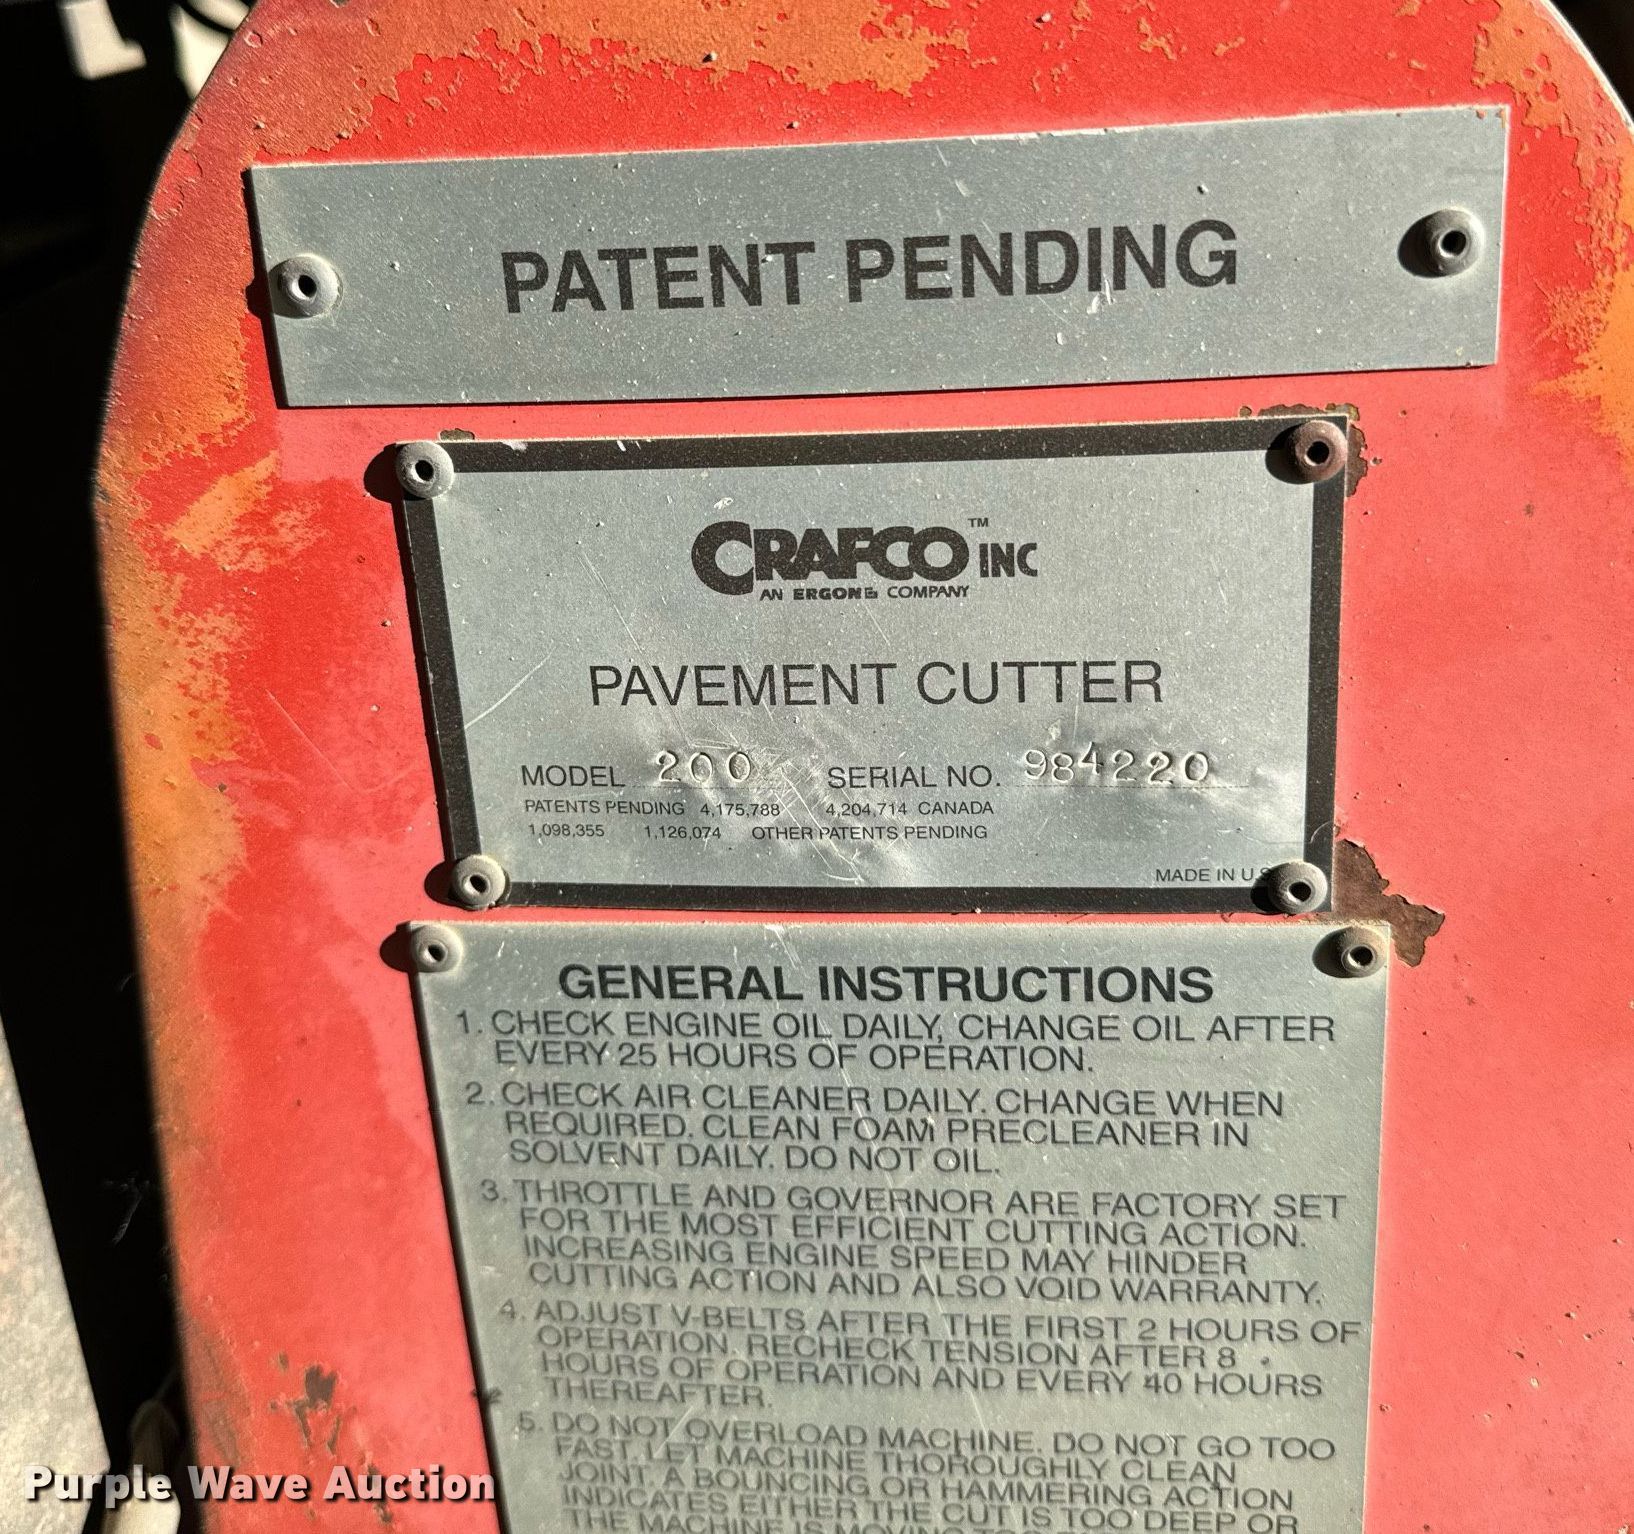 PATENT PENDING
CRAFCO™ INC
AN ERGON COMPANY
PAVEMENT CUTTER
MODEL 200 SERIAL NO. 984220
PATENTS PENDING 4,175,788 4,204,714 CANADA
1,098,355 1,126,074 OTHER PATENTS PENDING
MADE IN U.S
GENERAL INSTRUCTIONS
1. CHECK ENGINE OIL DAILY, CHANGE OIL AFTER
EVERY 25 HOURS OF OPERATION.
2. CHECK AIR CLEANER DAILY. CHANGE WHEN
REQUIRED. CLEAN FOAM PRECLEANER IN
SOLVENT DAILY. DO NOT OIL.
3. THROTTLE AND GOVERNOR ARE FACTORY SET
FOR THE MOST EFFICIENT CUTTING ACTION.
INCREASING ENGINE SPEED MAY HINDER
CUTTING ACTION AND ALSO VOID WARRANTY.
4. ADJUST V-BELTS AFTER THE FIRST 2 HOURS OF
OPERATION. RECHECK TENSION AFTER 8
HOURS OF OPERATION AND EVERY 40 HOURS
THEREAFTER.
5. DO NOT OVERLOAD MACHINE. DO NOT GO TOO
FAST. LET MACHINE THOROUGHLY CLEAN
JOINT. A BOUNCING OR HAMMERING ACTION
INDICATES EITHER THE CUT IS TOO DEEP OR
THE MACHINE IS MOVING
Purple Wave Auction